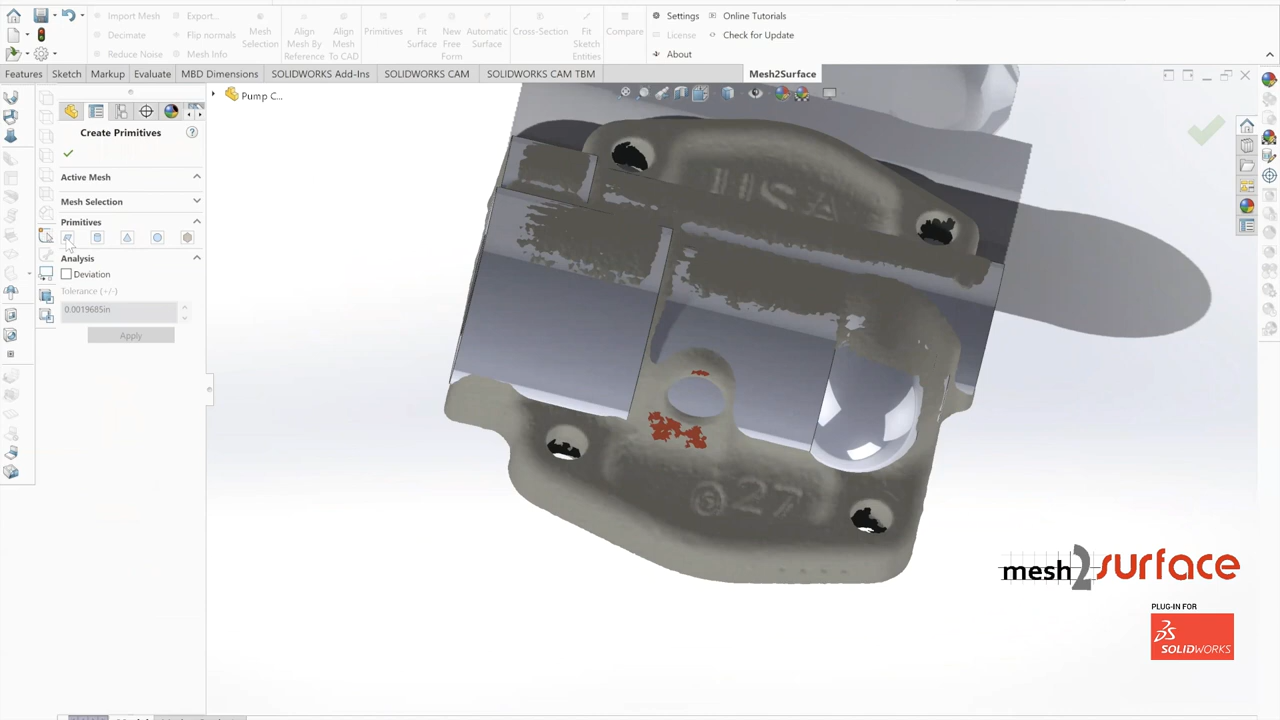 Import Mesh
Export...
Mesh Selection
Align Mesh By Reference
Align Mesh To CAD
Primitives
Fit Surface
New Free Form
Automatic Surface
Cross-Section
Fit Sketch Entities
Compare
Settings
Online Tutorials
Decimate
Flip normals
License
Check for Update
Reduce Noise
Mesh Info
About
Features
Sketch
Markup
Evaluate
MBD Dimensions
SOLIDWORKS Add-Ins
SOLIDWORKS CAM
SOLIDWORKS CAM TBM
Mesh2Surface
Pump C...
Create Primitives
Active Mesh
Mesh Selection
Primitives
Analysis
Deviation
Tolerance (+/-)
0.0019685in
Apply
USA
G27
mesh2surface
PLUG-IN FOR
SOLIDWORKS